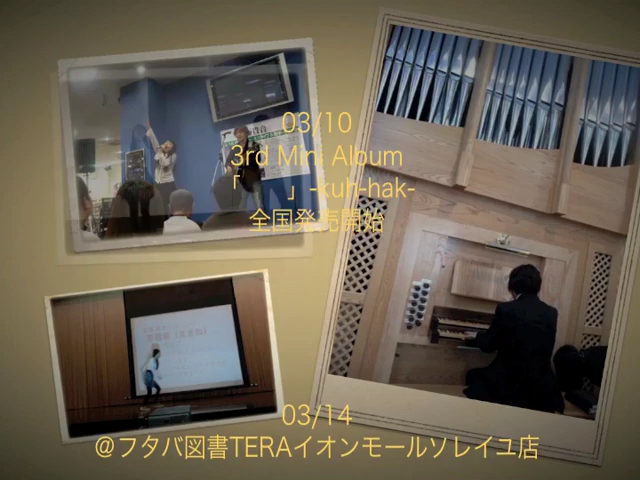 03/10
3rd Mini Album
「　　」-kuh-hak-
全国発売開始
03/14
@フタバ図書TERAイオンモールソレイユ店